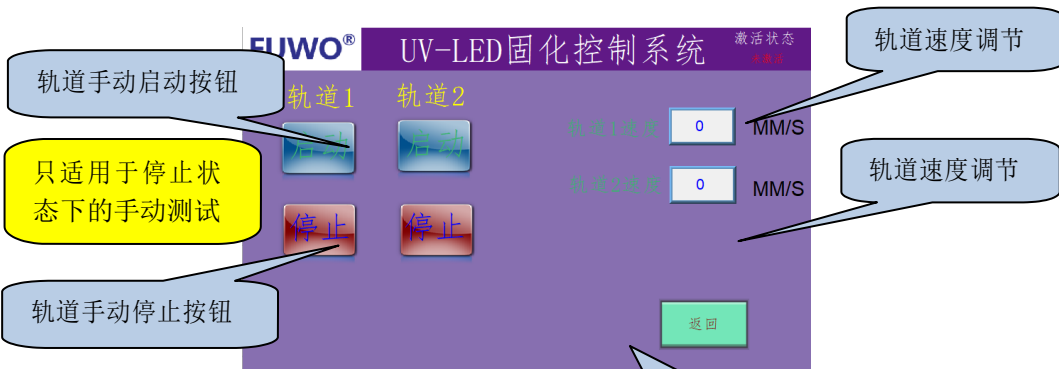 FUWO®
UV-LED固化控制系统
激活状态
未激活
轨道速度调节
轨道手动启动按钮
轨道1
轨道2
启动
启动
轨道1速度
0
MM/S
只适用于停止状
态下的手动测试
轨道2速度
0
MM/S
轨道速度调节
停止
停止
轨道手动停止按钮
返回